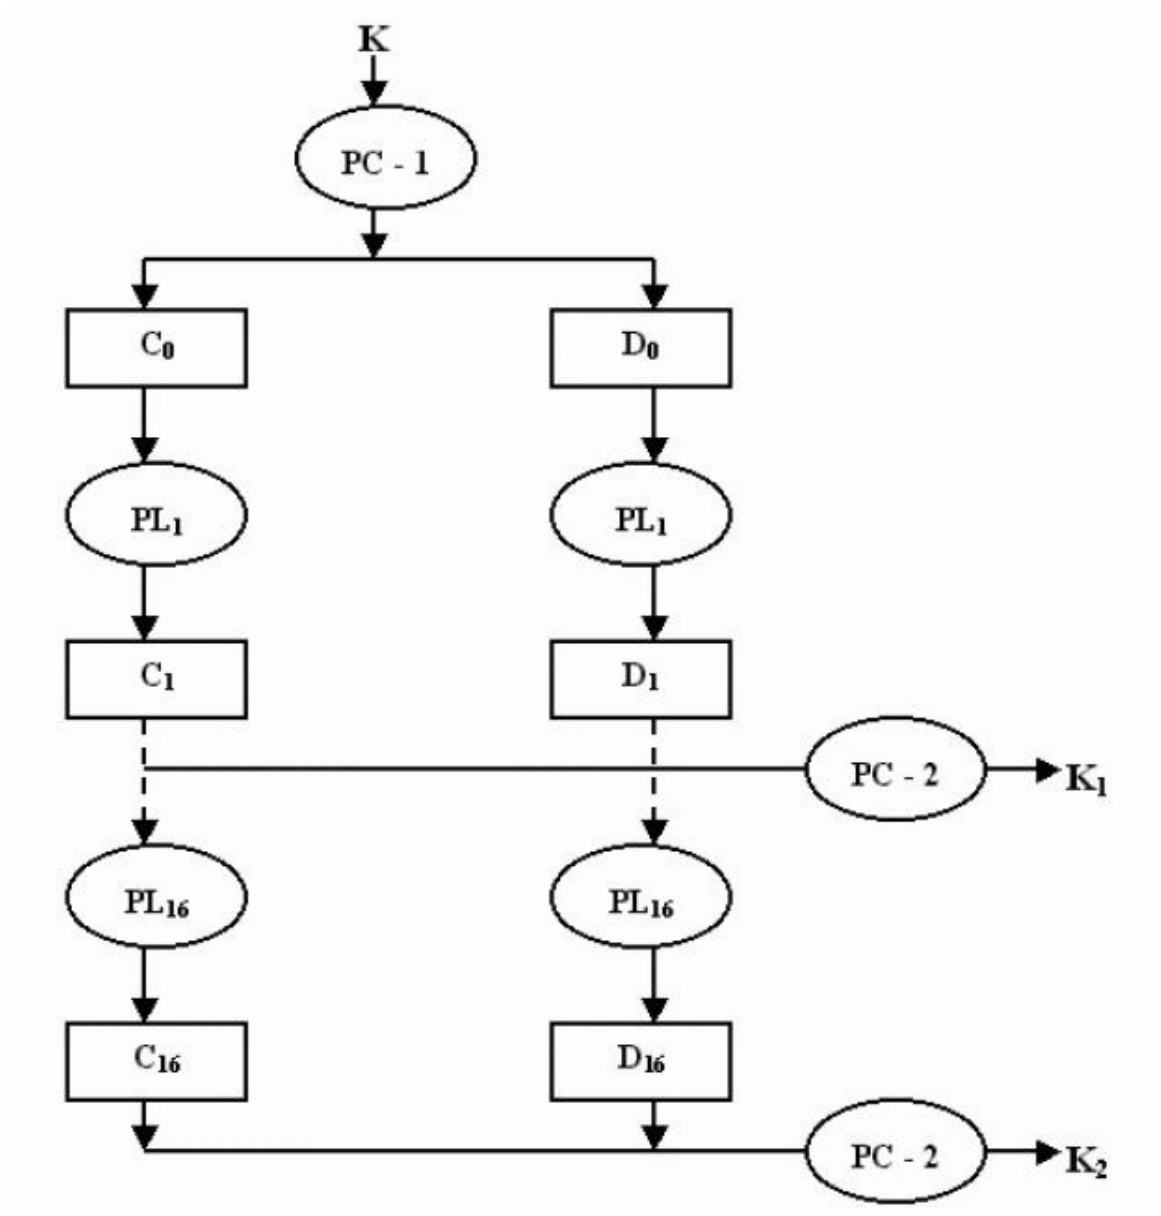 K
PC - 1
C₀ D₀
PL₁ PL₁
C₁ D₁
PC - 2 K₁
PL₁₆ PL₁₆
C₁₆ D₁₆
PC - 2 K₂